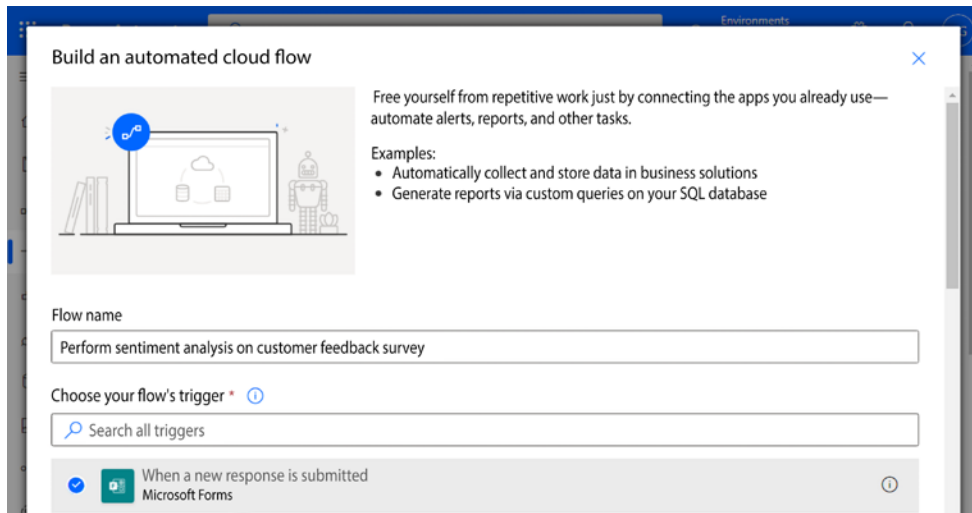 Environments
Build an automated cloud flow
Free yourself from repetitive work just by connecting the apps you already use—
automate alerts, reports, and other tasks.
Examples:
• Automatically collect and store data in business solutions
• Generate reports via custom queries on your SQL database
Flow name
Perform sentiment analysis on customer feedback survey
Choose your flow's trigger *
Search all triggers
When a new response is submitted
Microsoft Forms